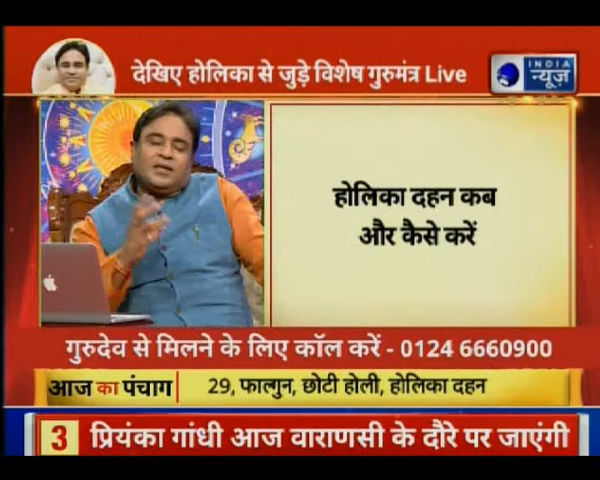 देखिए होलिका से जुड़े विशेष गुरुमंत्र Live
INDIA
न्यूज़
होलिका दहन कब
और कैसे करें
गुरुदेव से मिलने के लिए कॉल करें - 0124 6660900
आज का पंचाग
29, फाल्गुन, छोटी होली, होलिका दहन
3 प्रियंका गांधी आज वाराणसी के दौरे पर जाएंगी